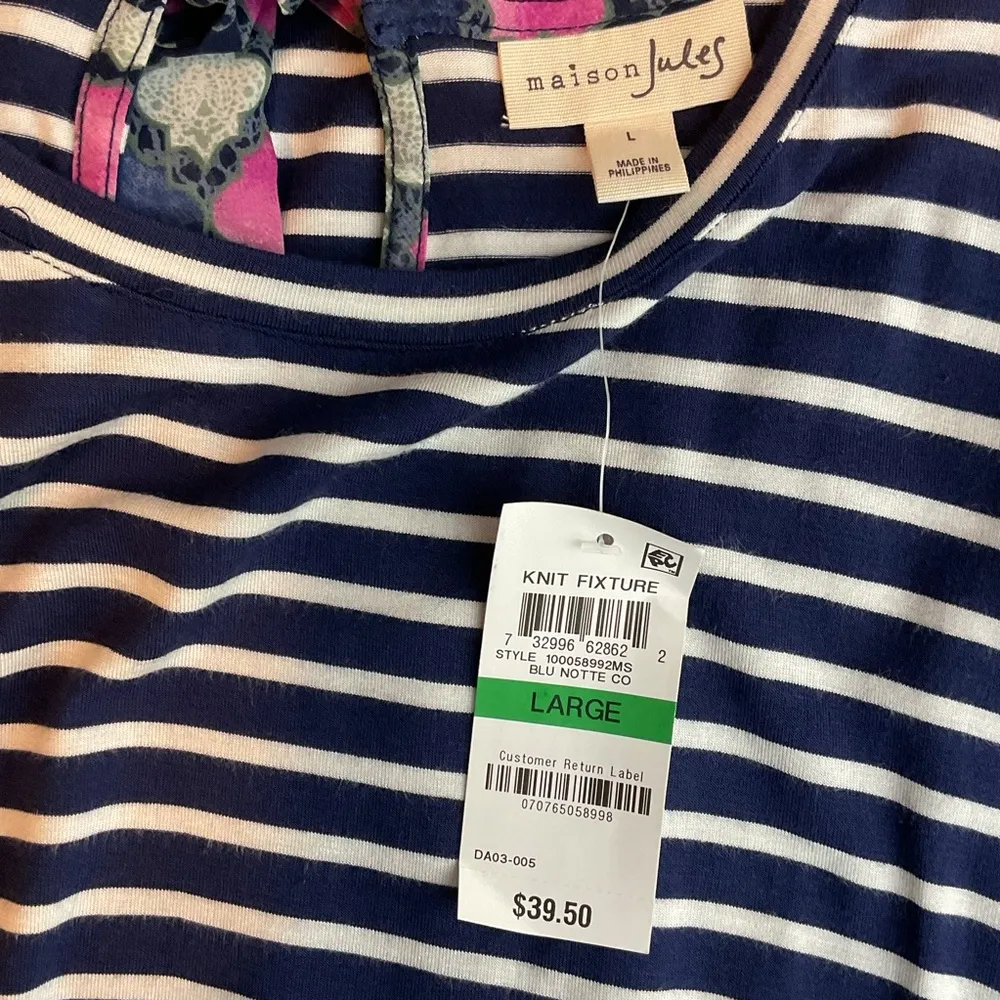 maison Jules
L
MADE IN
PHILIPPINES
KNIT FIXTURE
7 32996 62862 2
STYLE 100058992MS
BLU NOTTE CO
LARGE
Customer Return Label
070765058998
DA03-005
$39.50